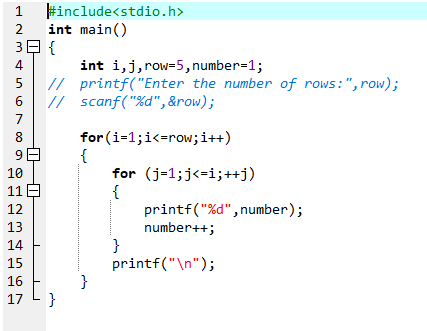 1 #include<stdio.h>
2 int main()
3 {
4 int i,j,row=5,number=1;
5 // printf("Enter the number of rows:",row);
6 // scanf("%d",&row);
7
8 for(i=1;i<=row;i++)
9 {
10 for (j=1;j<=i;++j)
11 {
12 printf("%d",number);
13 number++;
14 }
15 printf("\n");
16 }
17 }